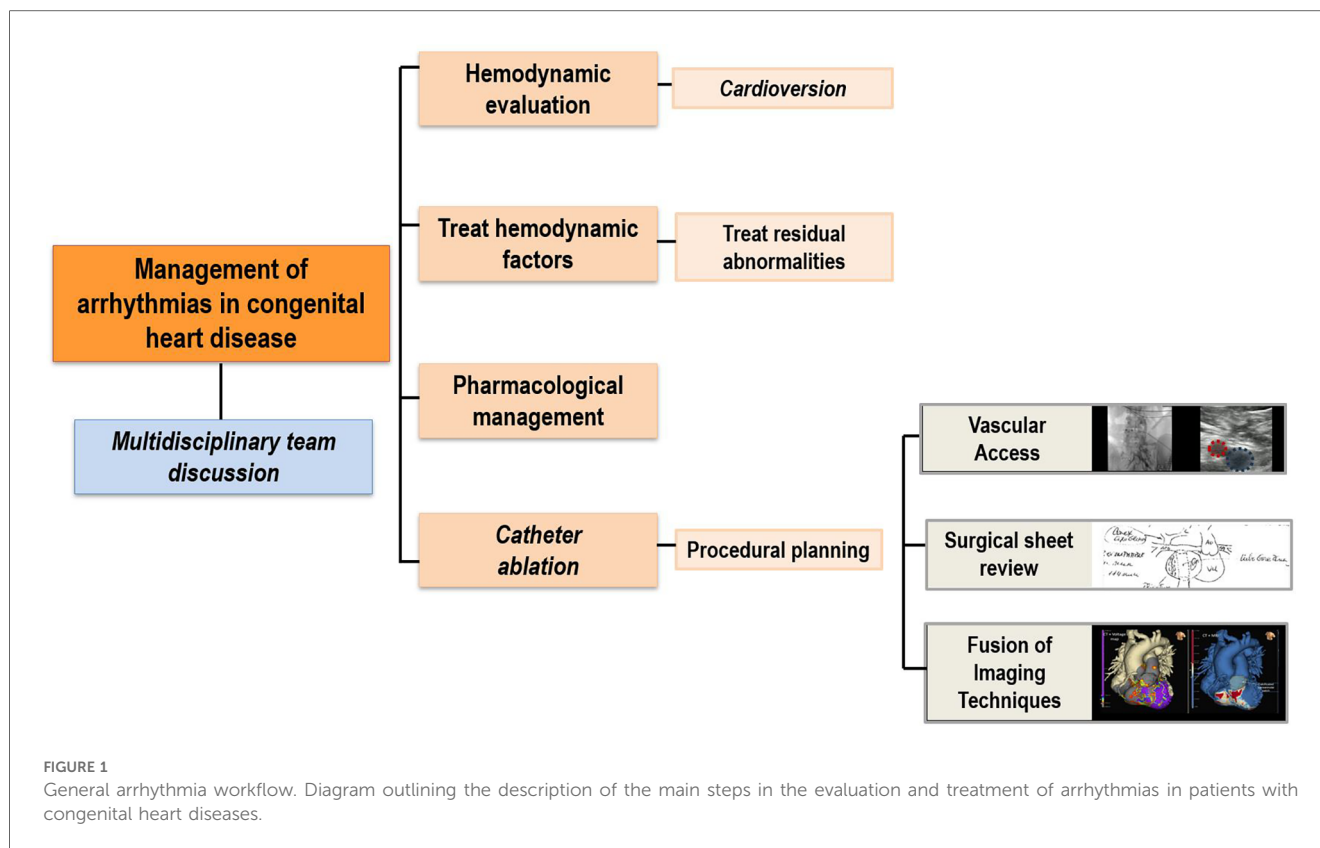 Hemodynamic
evaluation
Cardioversion
Treat hemodynamic
factors
Treat residual
abnormalities
Management of
arrhythmias in congenital
heart disease
Multidisciplinary team
discussion
Pharmacological
management
Catheter
ablation
Procedural planning
Vascular
Access
Surgical sheet
review
Fusion of
Imaging
Techniques
CT + Voltage
map
FIGURE 1
General arrhythmia workflow. Diagram outlining the description of the main steps in the evaluation and treatment of arrhythmias in patients with
congenital heart diseases.